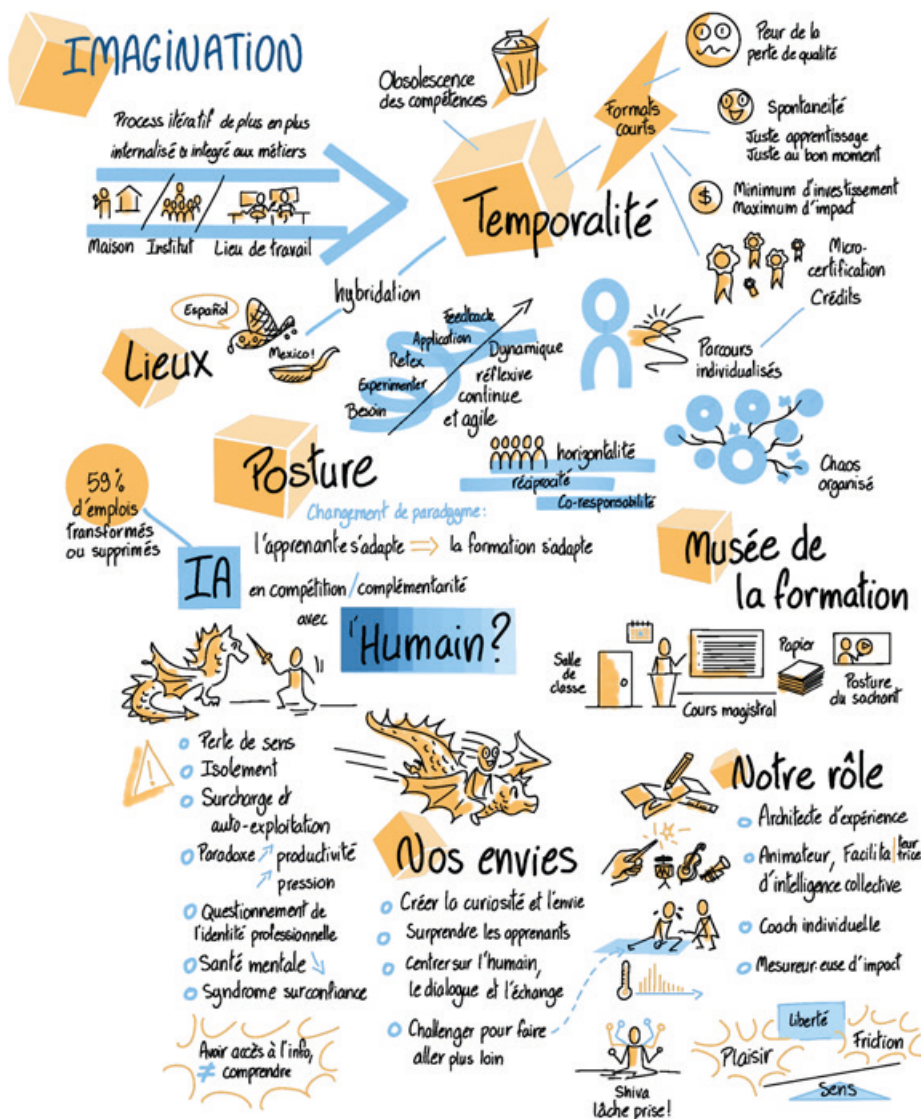 IMAGINATION
Process itératif de plus en plus
internalisé & integré aux métiers
Maison
Institut
Lieu de travail
Obsolescence
des compétences
Formats
courts
Peur de la
perte de qualité
Spontaneité
Juste apprentissage
Juste au bon moment
$
Minimum d'investissement
Maximum d'impact
Micro-
certification
Crédits
Temporalité
hybridation
Español
Mexico!
Lieux
Feedback
Application
Retex
Experimenter
Besoin
Dynamique
réflexive
continue
et agile
Parcours
individualisés
Chaos
organisé
Posture
horizontalité
réciprocité
Co-responsabilité
Changement de paradygme:
l'apprenante s'adapte
la formation s'adapte
59%
d'emplois
transformés
ou supprimés
IA
en compétition/complémentarité
avec
l'Humain?
Musée de
la formation
Salle
de
classe
Cours magistral
Papier
Posture
du sachant
!
Perte de sens
Isolement
Surcharge et
auto-exploitation
Paradoxe ↗ productivité
↗ pression
Questionnement de
l'identité professionnelle
Santé mentale ↘
Syndrome surconfiance
Avoir accès à l'info,
≠ comprendre
Nos envies
Créer la curiosité et l'envie
Surprendre les apprenants
Centrer sur l'humain,
le dialogue et l'échange
Challenger pour faire
aller plus loin
Notre rôle
Architecte d'expérience
Animateur, Facilita|teur
trice
d'intelligence collective
Coach individuelle
Mesureur·euse d'impact
Shiva
lâche prise!
Plaisir
Liberté
Friction
Sens